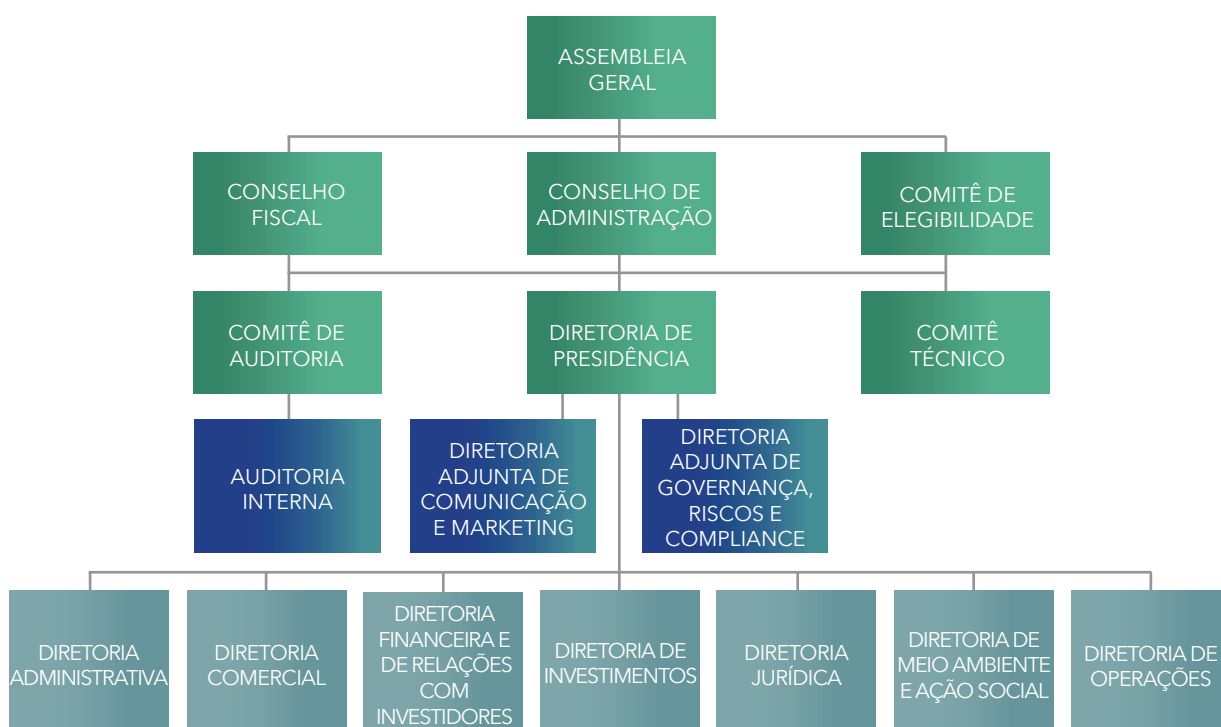 ASSEMBLEIA
GERAL
CONSELHO
FISCAL
CONSELHO DE
ADMINISTRAÇÃO
COMITÊ DE
ELEGIBILIDADE
COMITÊ DE
AUDITORIA
DIRETORIA DE
PRESIDÊNCIA
COMITÊ
TÉCNICO
AUDITORIA
INTERNA
DIRETORIA
ADJUNTA DE
COMUNICAÇÃO
E MARKETING
DIRETORIA
ADJUNTA DE
GOVERNANÇA,
RISCOS E
COMPLIANCE
DIRETORIA
ADMINISTRATIVA
DIRETORIA
COMERCIAL
DIRETORIA
FINANCEIRA E
DE RELAÇÕES
COM
INVESTIDORES
DIRETORIA DE
INVESTIMENTOS
DIRETORIA
JURÍDICA
DIRETORIA DE
MEIO AMBIENTE
E AÇÃO SOCIAL
DIRETORIA DE
OPERAÇÕES